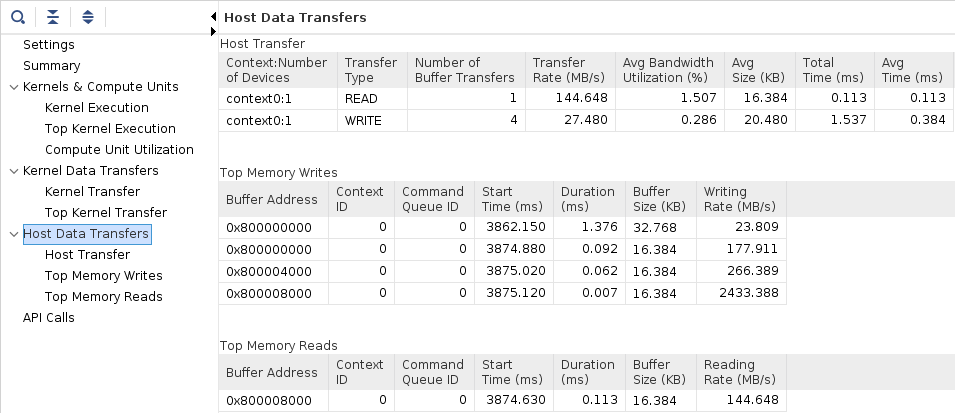 Host Data Transfers
Settings
Summary
Kernels & Compute Units
Kernel Execution
Top Kernel Execution
Compute Unit Utilization
Kernel Data Transfers
Kernel Transfer
Top Kernel Transfer
Host Data Transfers
Host Transfer
Top Memory Writes
Top Memory Reads
API Calls
Host Transfer
Context:Number of Devices Transfer Type Number of Buffer Transfers Transfer Rate (MB/s) Avg Bandwidth Utilization (%) Avg Size (KB) Total Time (ms) Avg Time (ms)
context0:1 READ 1 144.648 1.507 16.384 0.113 0.113
context0:1 WRITE 4 27.480 0.286 20.480 1.537 0.384
Top Memory Writes
Buffer Address Context ID Command Queue ID Start Time (ms) Duration (ms) Buffer Size (KB) Writing Rate (MB/s)
0x800000000 0 0 3862.150 1.376 32.768 23.809
0x800000000 0 0 3874.880 0.092 16.384 177.911
0x800004000 0 0 3875.020 0.062 16.384 266.389
0x800008000 0 0 3875.120 0.007 16.384 2433.388
Top Memory Reads
Buffer Address Context ID Command Queue ID Start Time (ms) Duration (ms) Buffer Size (KB) Reading Rate (MB/s)
0x800008000 0 0 3874.630 0.113 16.384 144.648